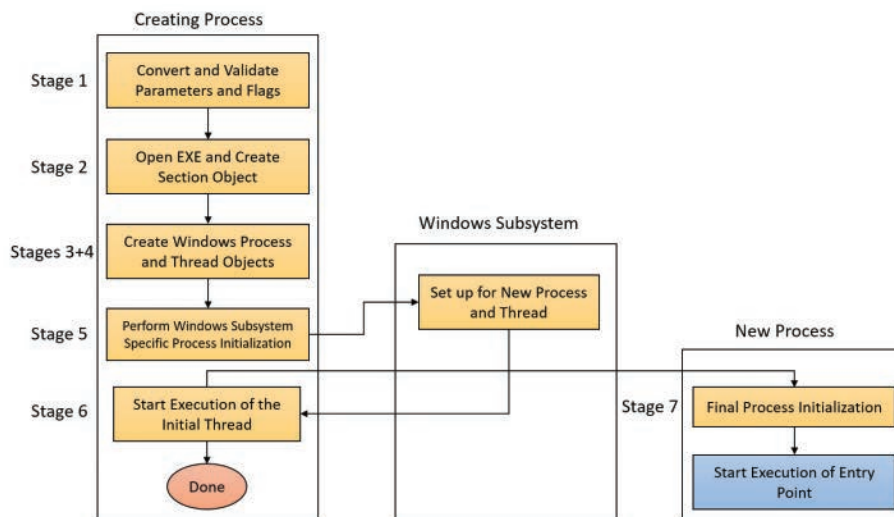 Creating Process
Stage 1
Convert and Validate
Parameters and Flags
Stage 2
Open EXE and Create
Section Object
Stages 3+4
Create Windows Process
and Thread Objects
Stage 5
Perform Windows Subsystem
Specific Process Initialization
Windows Subsystem
Set up for New Process
and Thread
Stage 6
Start Execution of the
Initial Thread
Done
New Process
Stage 7
Final Process Initialization
Start Execution of Entry
Point